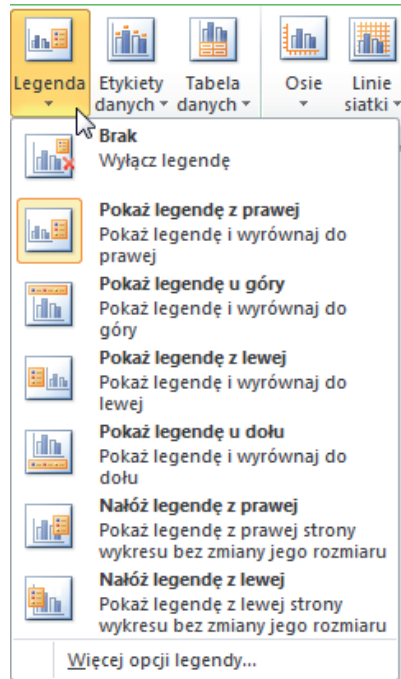 Legenda Etykiety Tabela Osie Linie
danych danych siatki
Brak
Wyłącz legendę
Pokaż legendę z prawej
Pokaż legendę i wyrównaj do
prawej
Pokaż legendę u góry
Pokaż legendę i wyrównaj do
góry
Pokaż legendę z lewej
Pokaż legendę i wyrównaj do
lewej
Pokaż legendę u dołu
Pokaż legendę i wyrównaj do
dołu
Nałóż legendę z prawej
Pokaż legendę z prawej strony
wykresu bez zmiany jego rozmiaru
Nałóż legendę z lewej
Pokaż legendę z lewej strony
wykresu bez zmiany jego rozmiaru
Więcej opcji legendy...